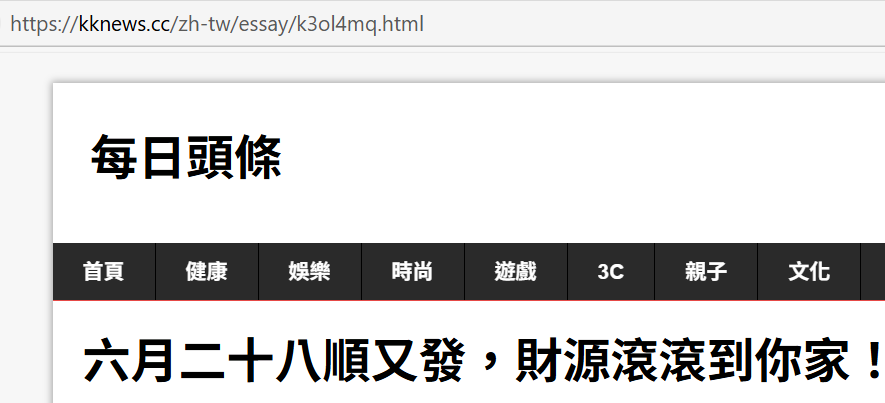 https://kknews.cc/zh-tw/essay/k3ol4mq.html
每日頭條
首頁 健康 娛樂 時尚 遊戲 3C 親子 文化
六月二十八順又發，財源滾滾到你家！